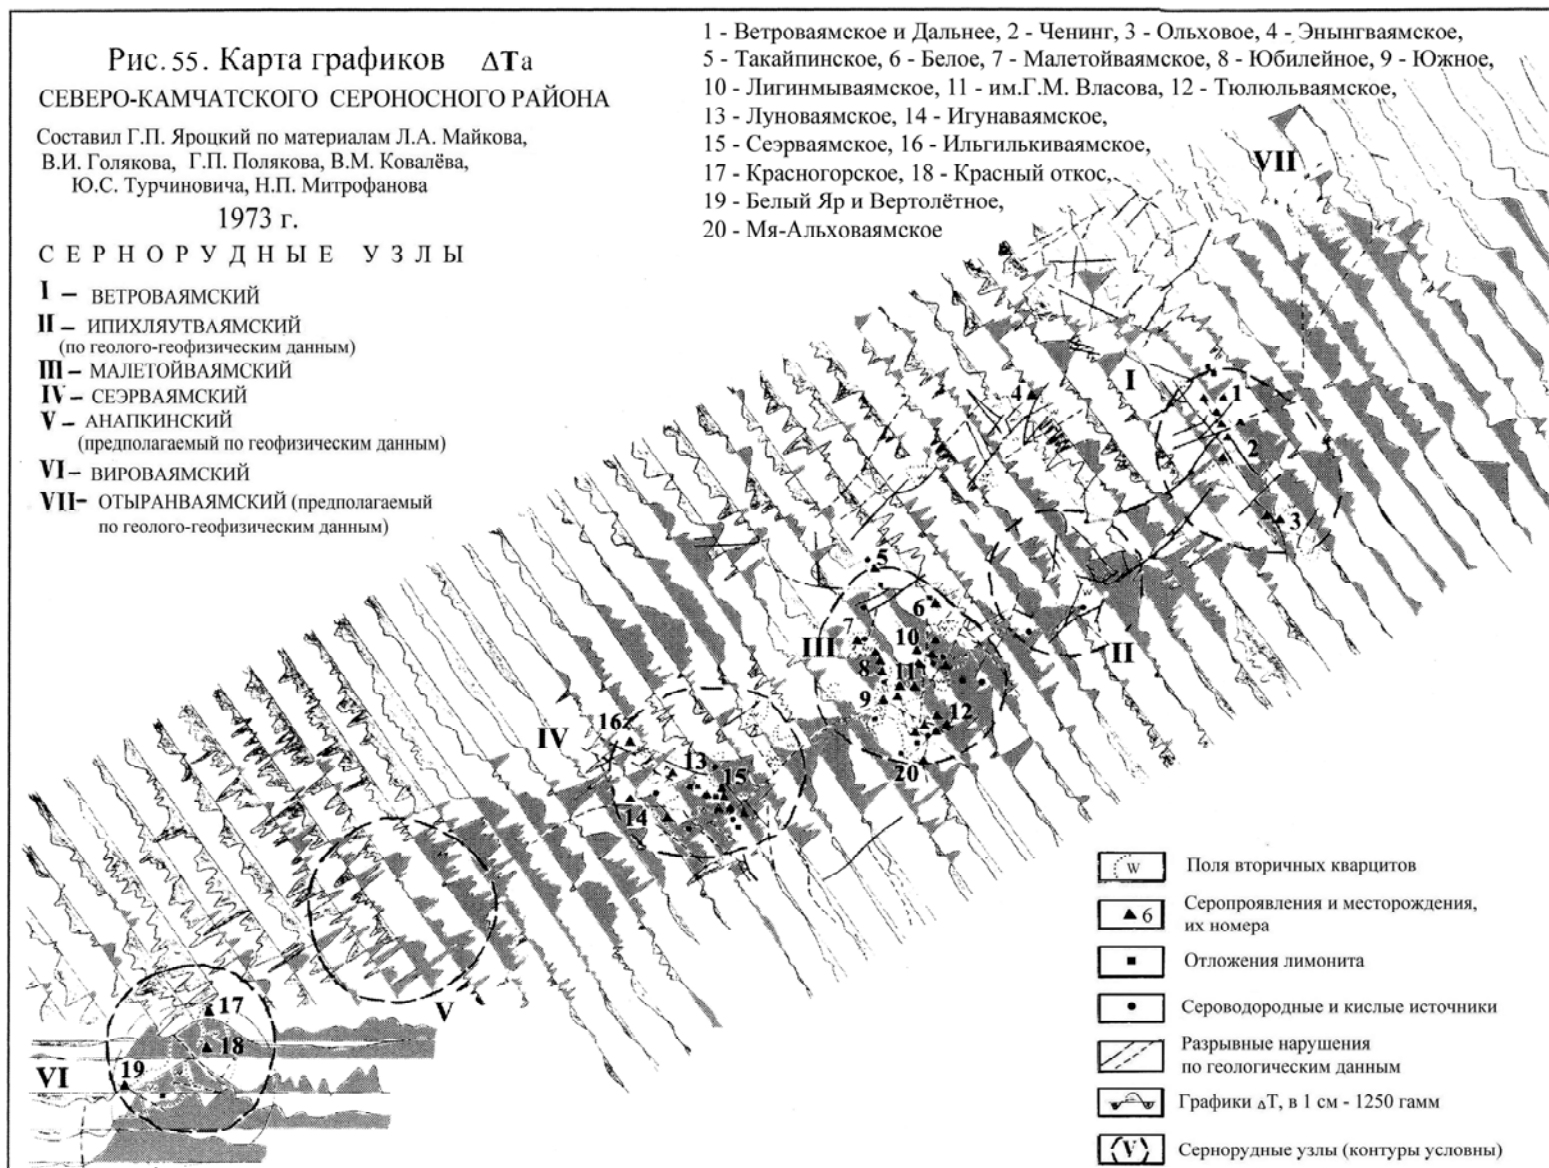 Рис. 55. Карта графиков ΔTa
СЕВЕРО-КАМЧАТСКОГО СЕРОНОСНОГО РАЙОНА
Составил Г.П. Яроцкий по материалам Л.А. Майкова,
В.И. Голякова, Г.П. Полякова, В.М. Ковалёва,
Ю.С. Турчиновича, Н.П. Митрофанова
1973 г.
СЕРНОРУДНЫЕ УЗЛЫ
I – ВЕТРОВАЯМСКИЙ
II – ИПИХЛЯУТВАЯМСКИЙ
(по геолого-геофизическим данным)
III – МАЛЕТОЙВАЯМСКИЙ
IV – СЕЭРВАЯМСКИЙ
V – АНАПКИНСКИЙ
(предполагаемый по геофизическим данным)
VI – ВИРОВАЯМСКИЙ
VII- ОТЫРАНВАЯМСКИЙ (предполагаемый
по геолого-геофизическим данным)
1 - Ветроваямское и Дальнее, 2 - Ченинг, 3 - Ольховое, 4 - Энынгваямское,
5 - Такайпинское, 6 - Белое, 7 - Малетойваямское, 8 - Юбилейное, 9 - Южное,
10 - Лигинмываямское, 11 - им.Г.М. Власова, 12 - Тюлюльваямское,
13 - Луноваямское, 14 - Игунаваямское,
15 - Сеэрваямское, 16 - Ильгилькиваямское,
17 - Красногорское, 18 - Красный откос,
19 - Белый Яр и Вертолётное,
20 - Мя-Альховаямское
VII
I
1
4
2
3
5
6
7
10
III
II
8
11
9
12
16
IV
13
15
20
14
V
17
18
19
VI
W
Поля вторичных кварцитов
6
Серопроявления и месторождения,
их номера
Отложения лимонита
Сероводородные и кислые источники
Разрывные нарушения
по геологическим данным
Графики ΔT, в 1 см - 1250 гамм
V
Сернорудные узлы (контуры условны)